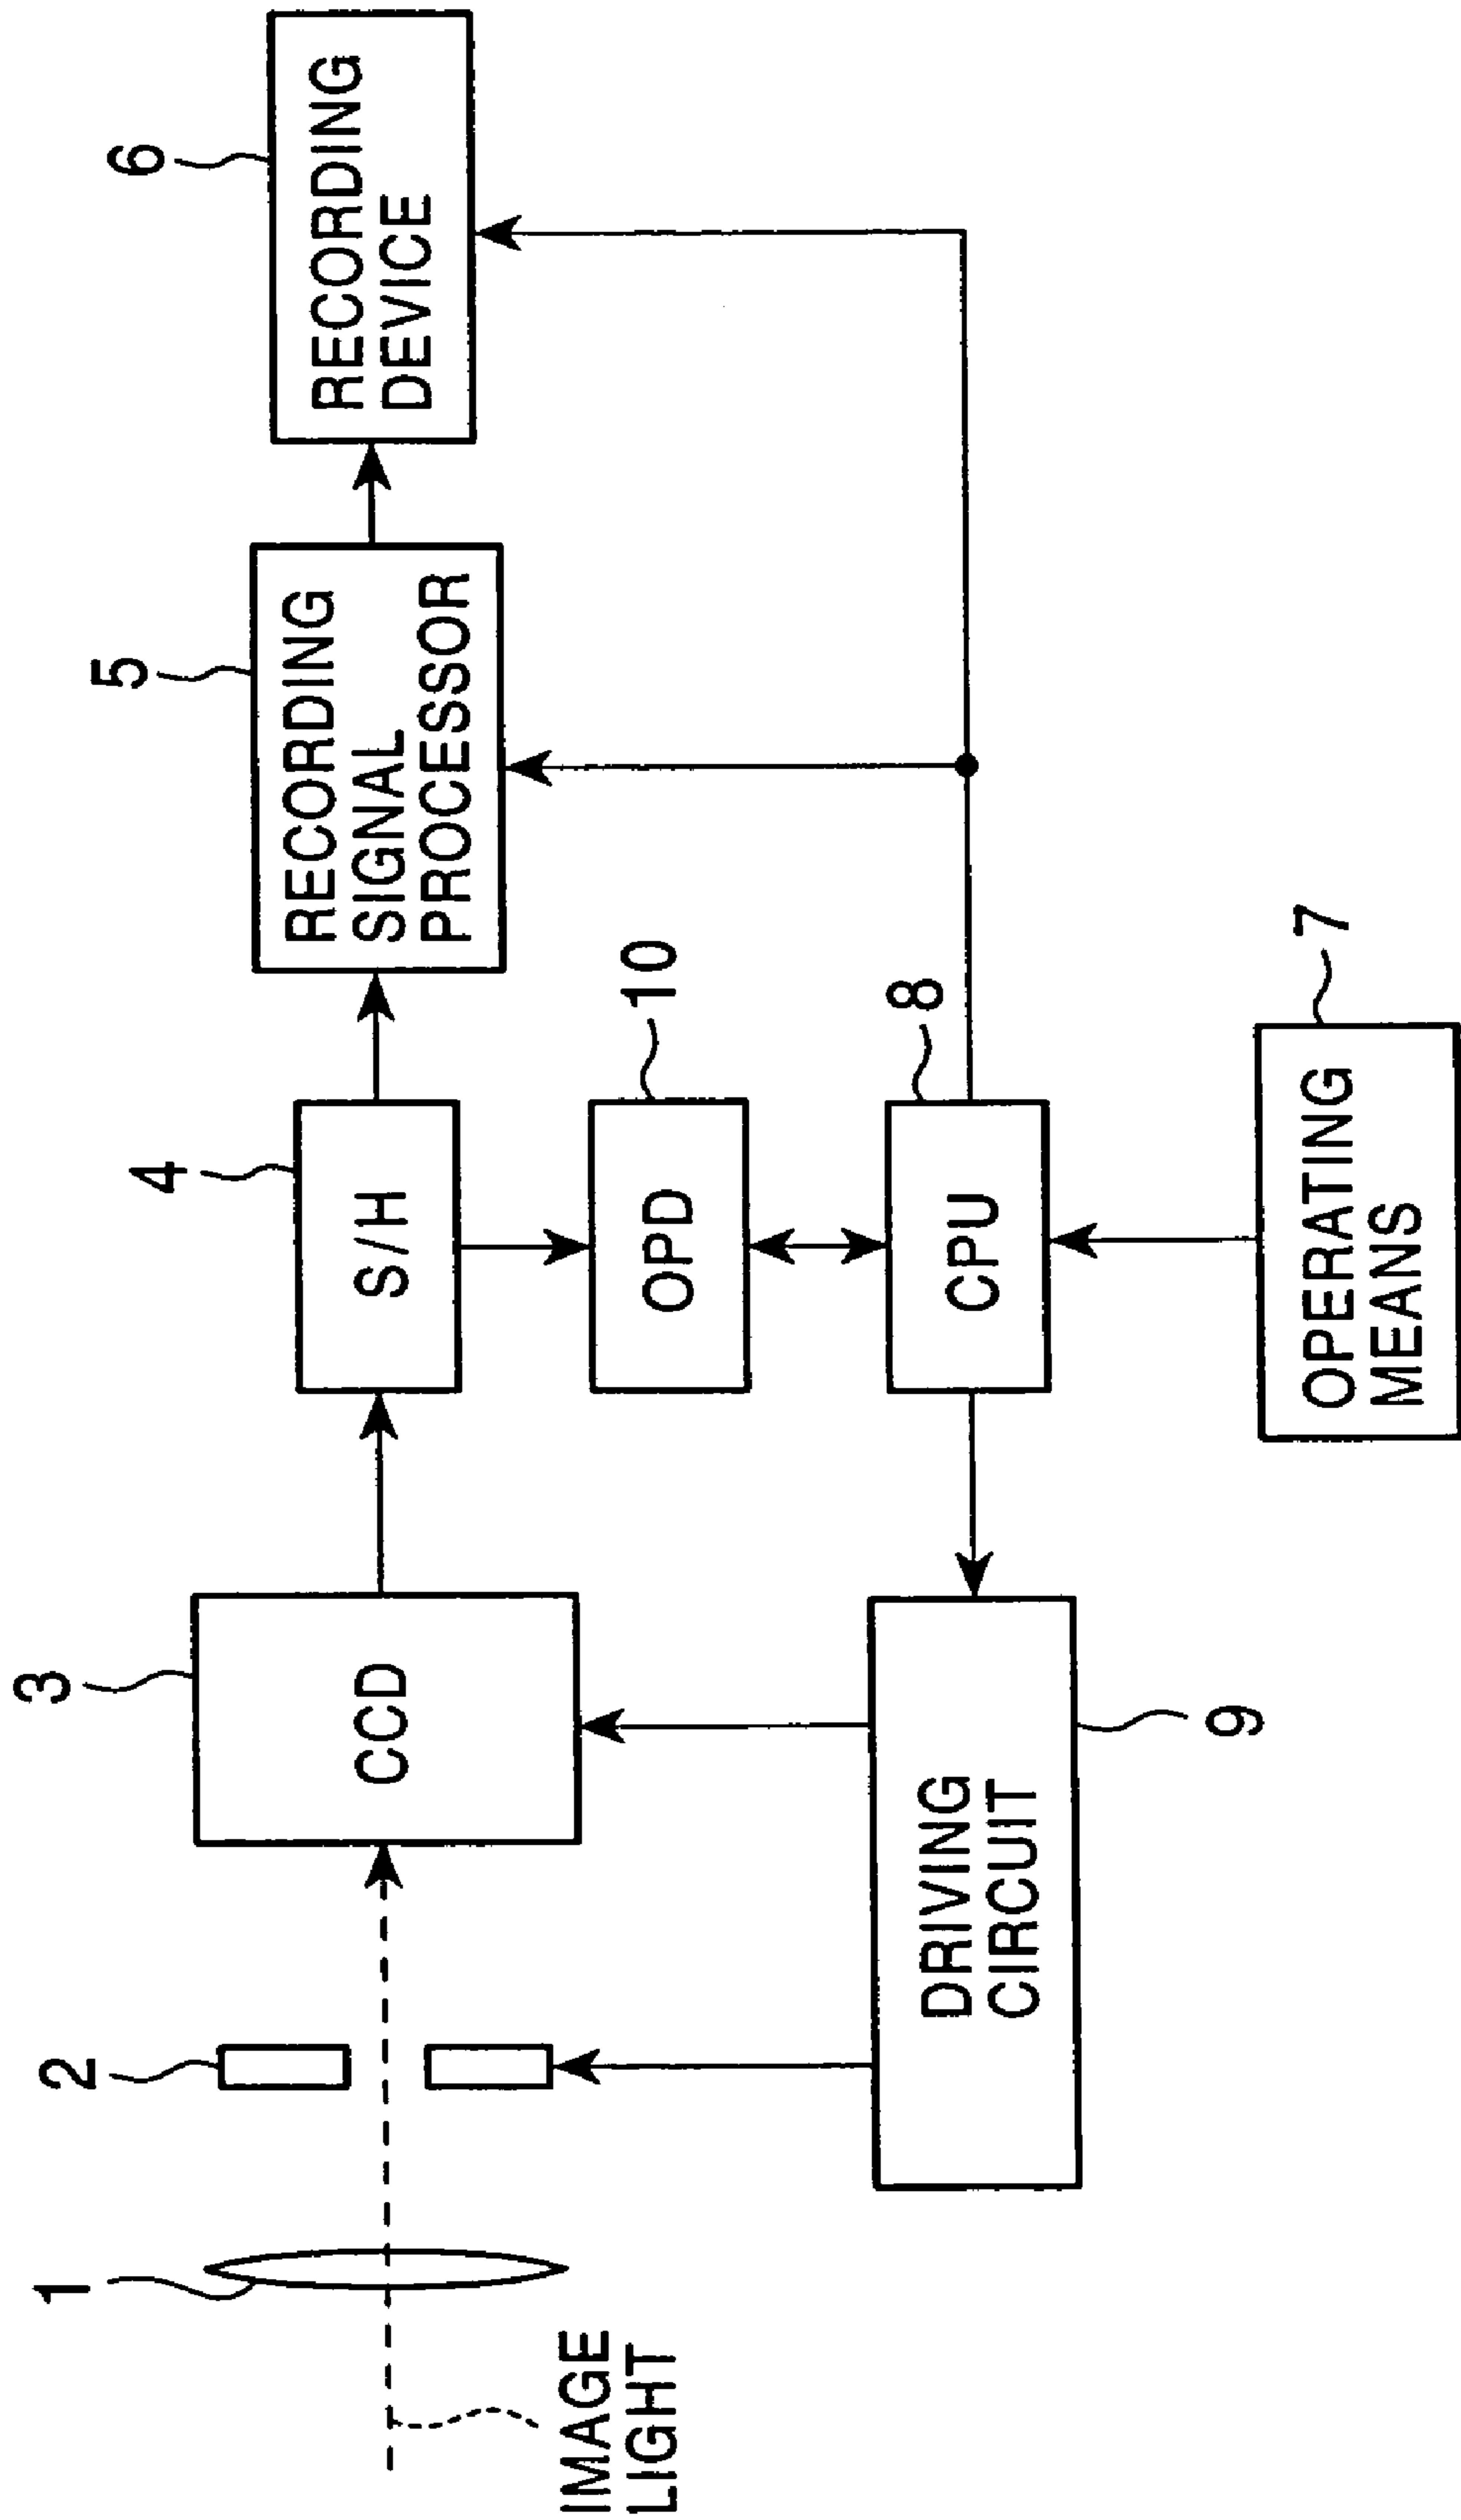 1
2
3
4
5
6
IMAGE
LIGHT
CCD
S/H
RECORDING
SIGNAL
PROCESSOR
RECORDING
DEVICE
10
OPD
8
CPU
DRIVING
CIRCUIT
9
7
OPERATING
MEANS